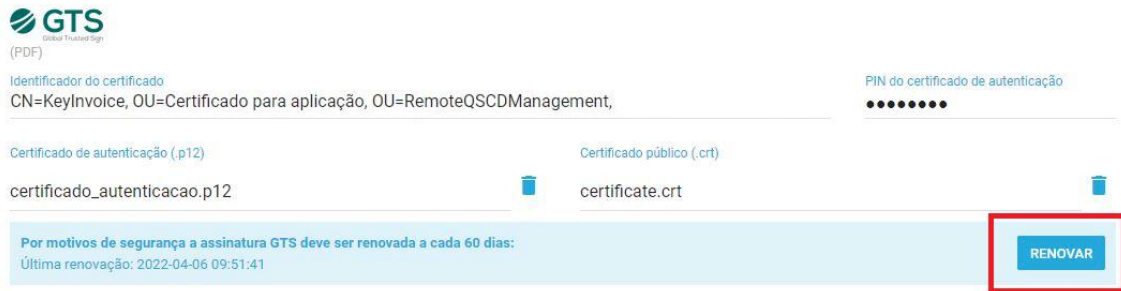 GTS
Global Trusted Sign
(PDF)
Identificador do certificado
CN=KeyInvoice, OU=Certificado para aplicação, OU=RemoteQSCDManagement,
PIN do certificado de autenticação
••••••••
Certificado de autenticação (.p12)
certificado_autenticacao.p12
Certificado público (.crt)
certificate.crt
Por motivos de segurança a assinatura GTS deve ser renovada a cada 60 dias:
Última renovação: 2022-04-06 09:51:41
RENOVAR